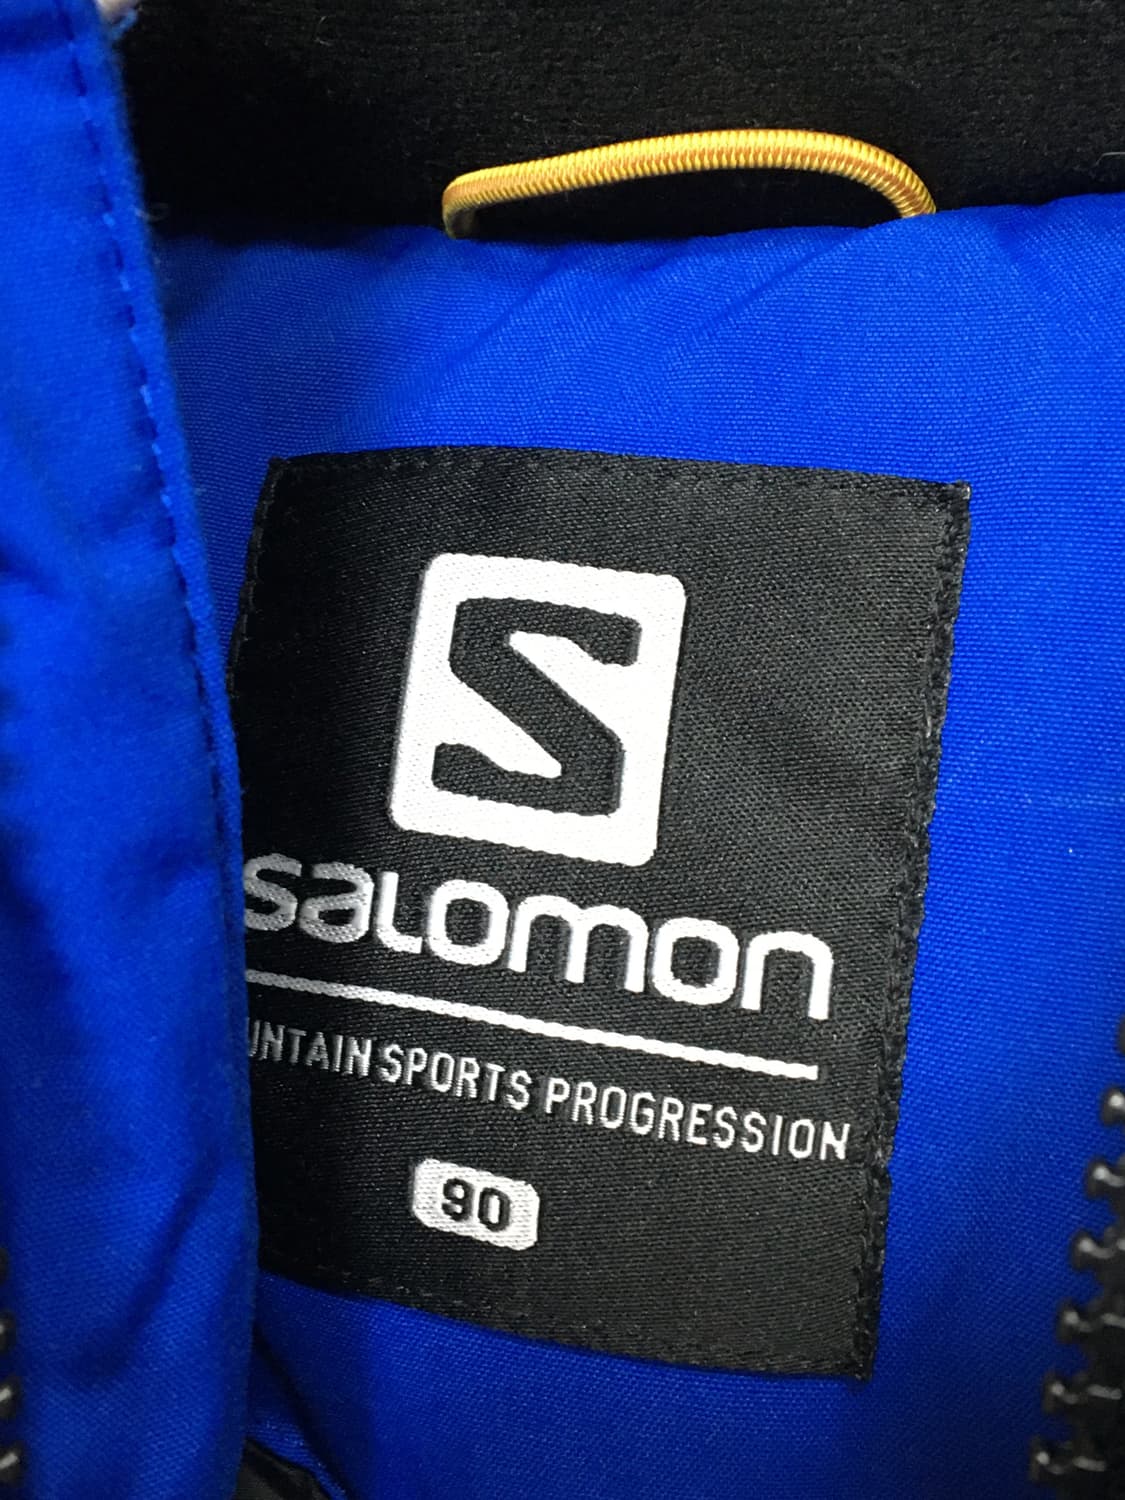 S
salomon
UNTAIN SPORTS PROGRESSION
90